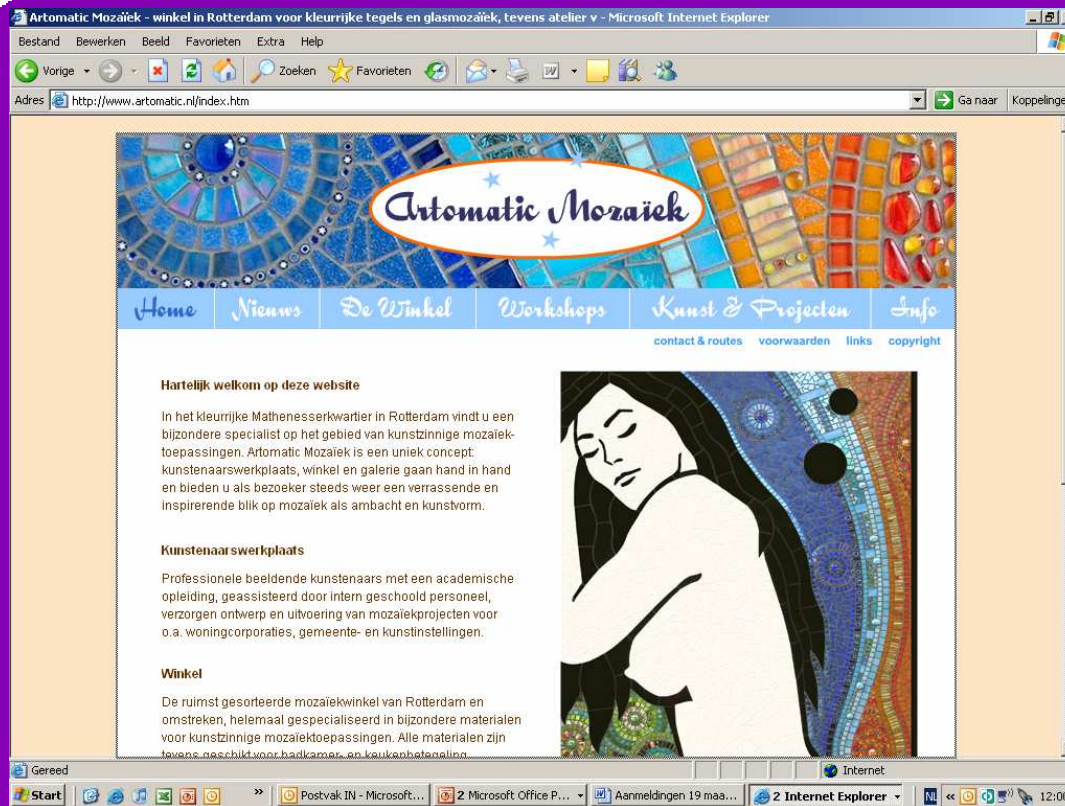 Artomatic Mozaïek - winkel in Rotterdam voor kleurrijke tegels en glasmozaïek, tevens atelier v - Microsoft Internet Explorer
Bestand Bewerken Beeld Favorieten Extra Help
Vorige Zoeken Favorieten
Adres http://www.artomatic.nl/index.htm Ga naar Koppelinge
Artomatic Mozaïek
Home Nieuws De Winkel Workshops Kunst & Projecten Info
contact & routes voorwaarden links copyright
Hartelijk welkom op deze website
In het kleurrijke Mathenesserkwartier in Rotterdam vindt u een
bijzondere specialist op het gebied van kunstzinnige mozaïek-
toepassingen. Artomatic Mozaïek is een uniek concept:
kunstenaarswerkplaats, winkel en galerie gaan hand in hand
en bieden u als bezoeker steeds weer een verrassende en
inspirerende blik op mozaïek als ambacht en kunstvorm.
Kunstenaarswerkplaats
Professionele beeldende kunstenaars met een academische
opleiding, geassisteerd door intern geschoold personeel,
verzorgen ontwerp en uitvoering van mozaïekprojecten voor
o.a. woningcorporaties, gemeente- en kunstinstellingen.
Winkel
De ruimst gesorteerde mozaïekwinkel van Rotterdam en
omstreken, helemaal gespecialiseerd in bijzondere materialen
voor kunstzinnige mozaïektoepassingen. Alle materialen zijn
tevens geschikt voor badkamer- en keukenbetegeling
Gereed Internet
Start » Postvak IN - Microsoft... 2 Microsoft Office P... Aanmeldingen 19 maa... 2 Internet Explorer NL « 12:00